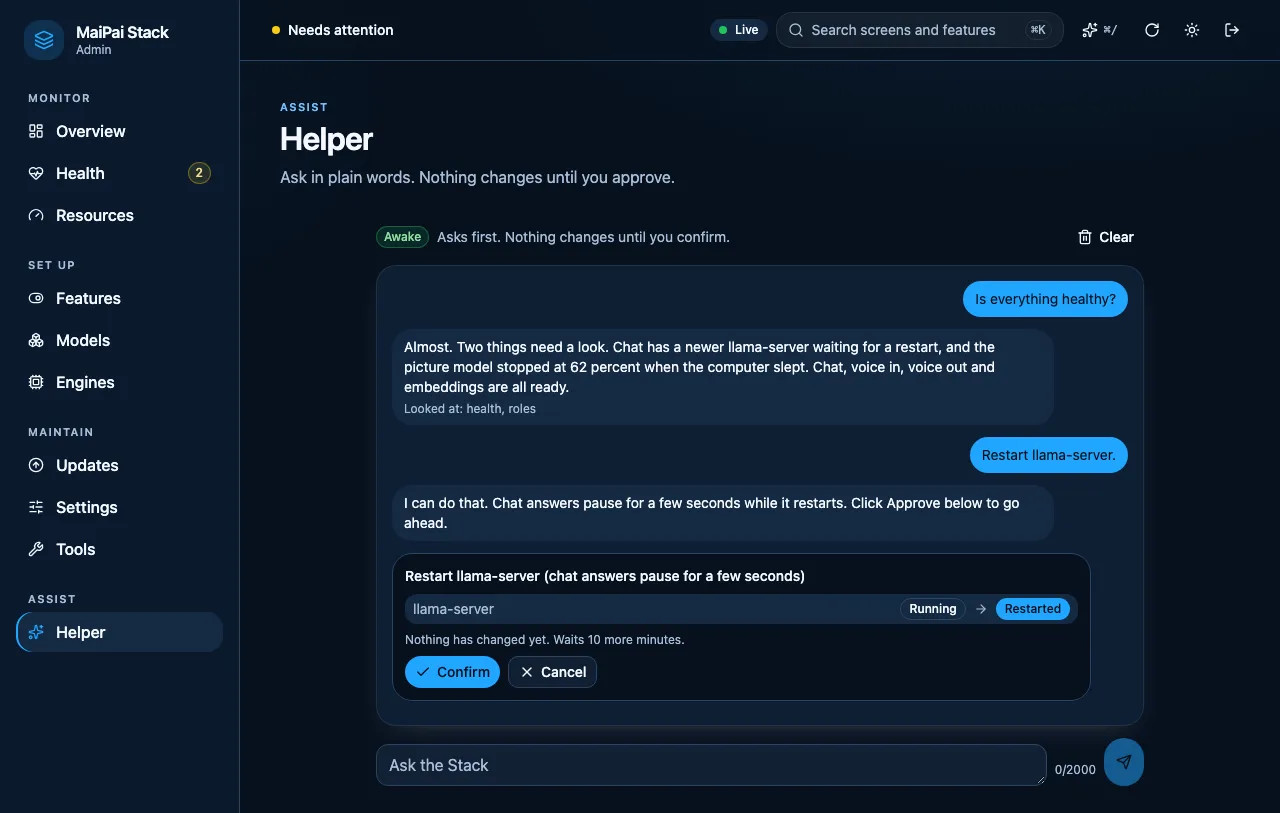 MaiPai Stack
Admin
MONITOR
Overview
Health
2
Resources
SET UP
Features
Models
Engines
MAINTAIN
Updates
Settings
Tools
ASSIST
Helper
Needs attention
Live
Search screens and features
⌘K
⌘/
ASSIST
Helper
Ask in plain words. Nothing changes until you approve.
Awake
Asks first. Nothing changes until you confirm.
Clear
Is everything healthy?
Almost. Two things need a look. Chat has a newer llama-server waiting for a restart, and the
picture model stopped at 62 percent when the computer slept. Chat, voice in, voice out and
embeddings are all ready.
Looked at: health, roles
Restart llama-server.
I can do that. Chat answers pause for a few seconds while it restarts. Click Approve below to go
ahead.
Restart llama-server (chat answers pause for a few seconds)
llama-server
Running
Restarted
Nothing has changed yet. Waits 10 more minutes.
Confirm
Cancel
Ask the Stack
0/2000